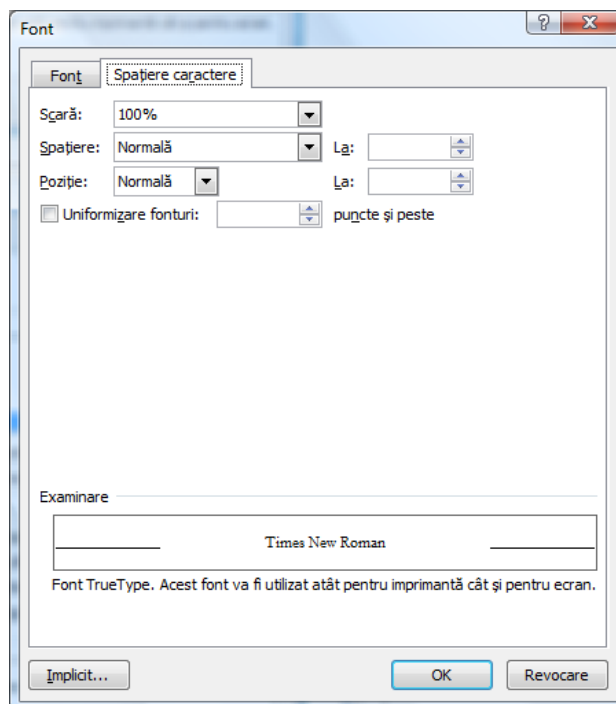 Font
Font Spațiere caractere
Scară: 100%
Spațiere: Normală La:
Poziție: Normală La:
Uniformizare fonturi: puncte și peste
Examinare
Times New Roman
Font TrueType. Acest font va fi utilizat atât pentru imprimantă cât și pentru ecran.
Implicit... OK Revocare